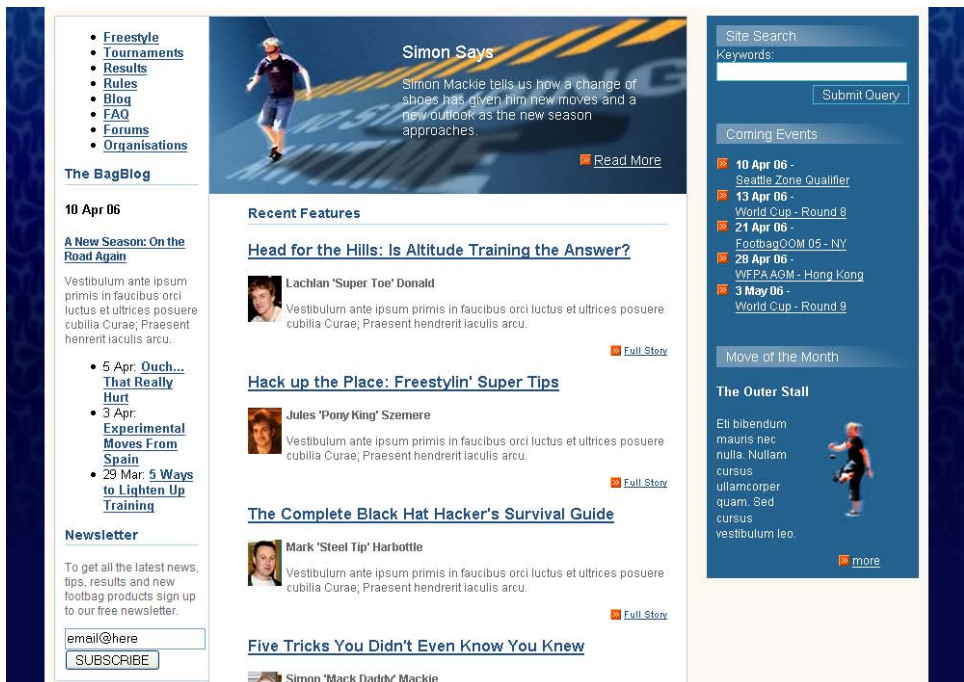 Freestyle
Tournaments
Results
Rules
Blog
FAQ
Forums
Organisations
The BagBlog
10 Apr 06
A New Season: On the
Road Again
Vestibulum ante ipsum
primis in faucibus orci
luctus et ultrices posuere
cubilia Curae; Praesent
henrerit iaculis arcu.
5 Apr: Ouch...
That Really
Hurt
3 Apr:
Experimental
Moves From
Spain
29 Mar: 5 Ways
to Lighten Up
Training
Newsletter
To get all the latest news,
tips, results and new
footbag products sign up
to our free newsletter.
email@here
SUBSCRIBE
Simon Says
Simon Mackie tells us how a change of
shoes has given him new moves and a
new outlook as the new season
approaches.
Read More
Recent Features
Head for the Hills: Is Altitude Training the Answer?
Lachlan 'Super Toe' Donald
Vestibulum ante ipsum primis in faucibus orci luctus et ultrices posuere
cubilia Curae; Praesent hendrerit iaculis arcu.
Full Story
Hack up the Place: Freestylin' Super Tips
Jules 'Pony King' Szemere
Vestibulum ante ipsum primis in faucibus orci luctus et ultrices posuere
cubilia Curae; Praesent hendrerit iaculis arcu.
Full Story
The Complete Black Hat Hacker's Survival Guide
Mark 'Steel Tip' Harbottle
Vestibulum ante ipsum primis in faucibus orci luctus et ultrices posuere
cubilia Curae; Praesent hendrerit iaculis arcu.
Full Story
Five Tricks You Didn't Even Know You Knew
Simon 'Mack Daddy' Mackie
Site Search
Keywords:
Submit Query
Coming Events
10 Apr 06 -
Seattle Zone Qualifier
13 Apr 06 -
World Cup - Round 8
21 Apr 06 -
FootbagOOM 05 - NY
28 Apr 06 -
WFPA AGM - Hong Kong
3 May 06 -
World Cup - Round 9
Move of the Month
The Outer Stall
Eti bibendum
mauris nec
nulla. Nullam
cursus
ullamcorper
quam. Sed
cursus
vestibulum leo.
more